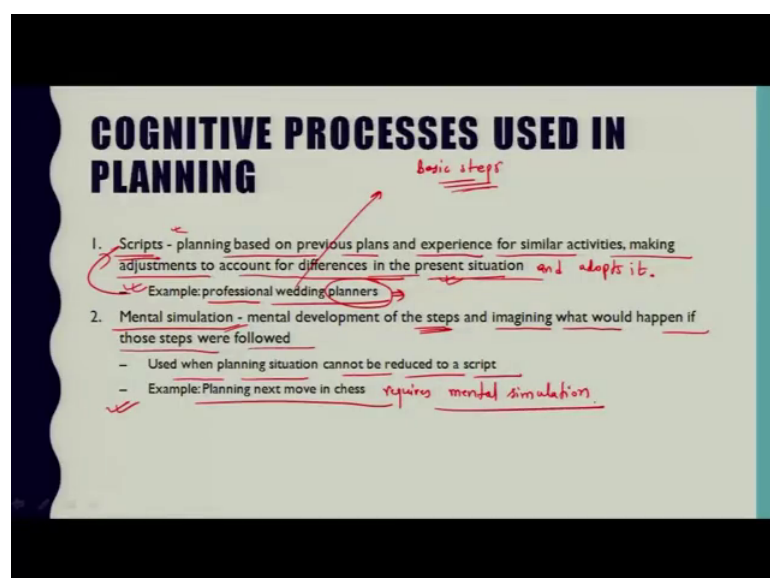 COGNITIVE PROCESSES USED IN
PLANNING
Basic steps
1. Scripts - planning based on previous plans and experience for similar activities, making
adjustments to account for differences in the present situation and adopts it.
– Example: professional wedding planners
2. Mental simulation - mental development of the steps and imagining what would happen if
those steps were followed
– Used when planning situation cannot be reduced to a script
– Example: Planning next move in chess requires mental simulation.